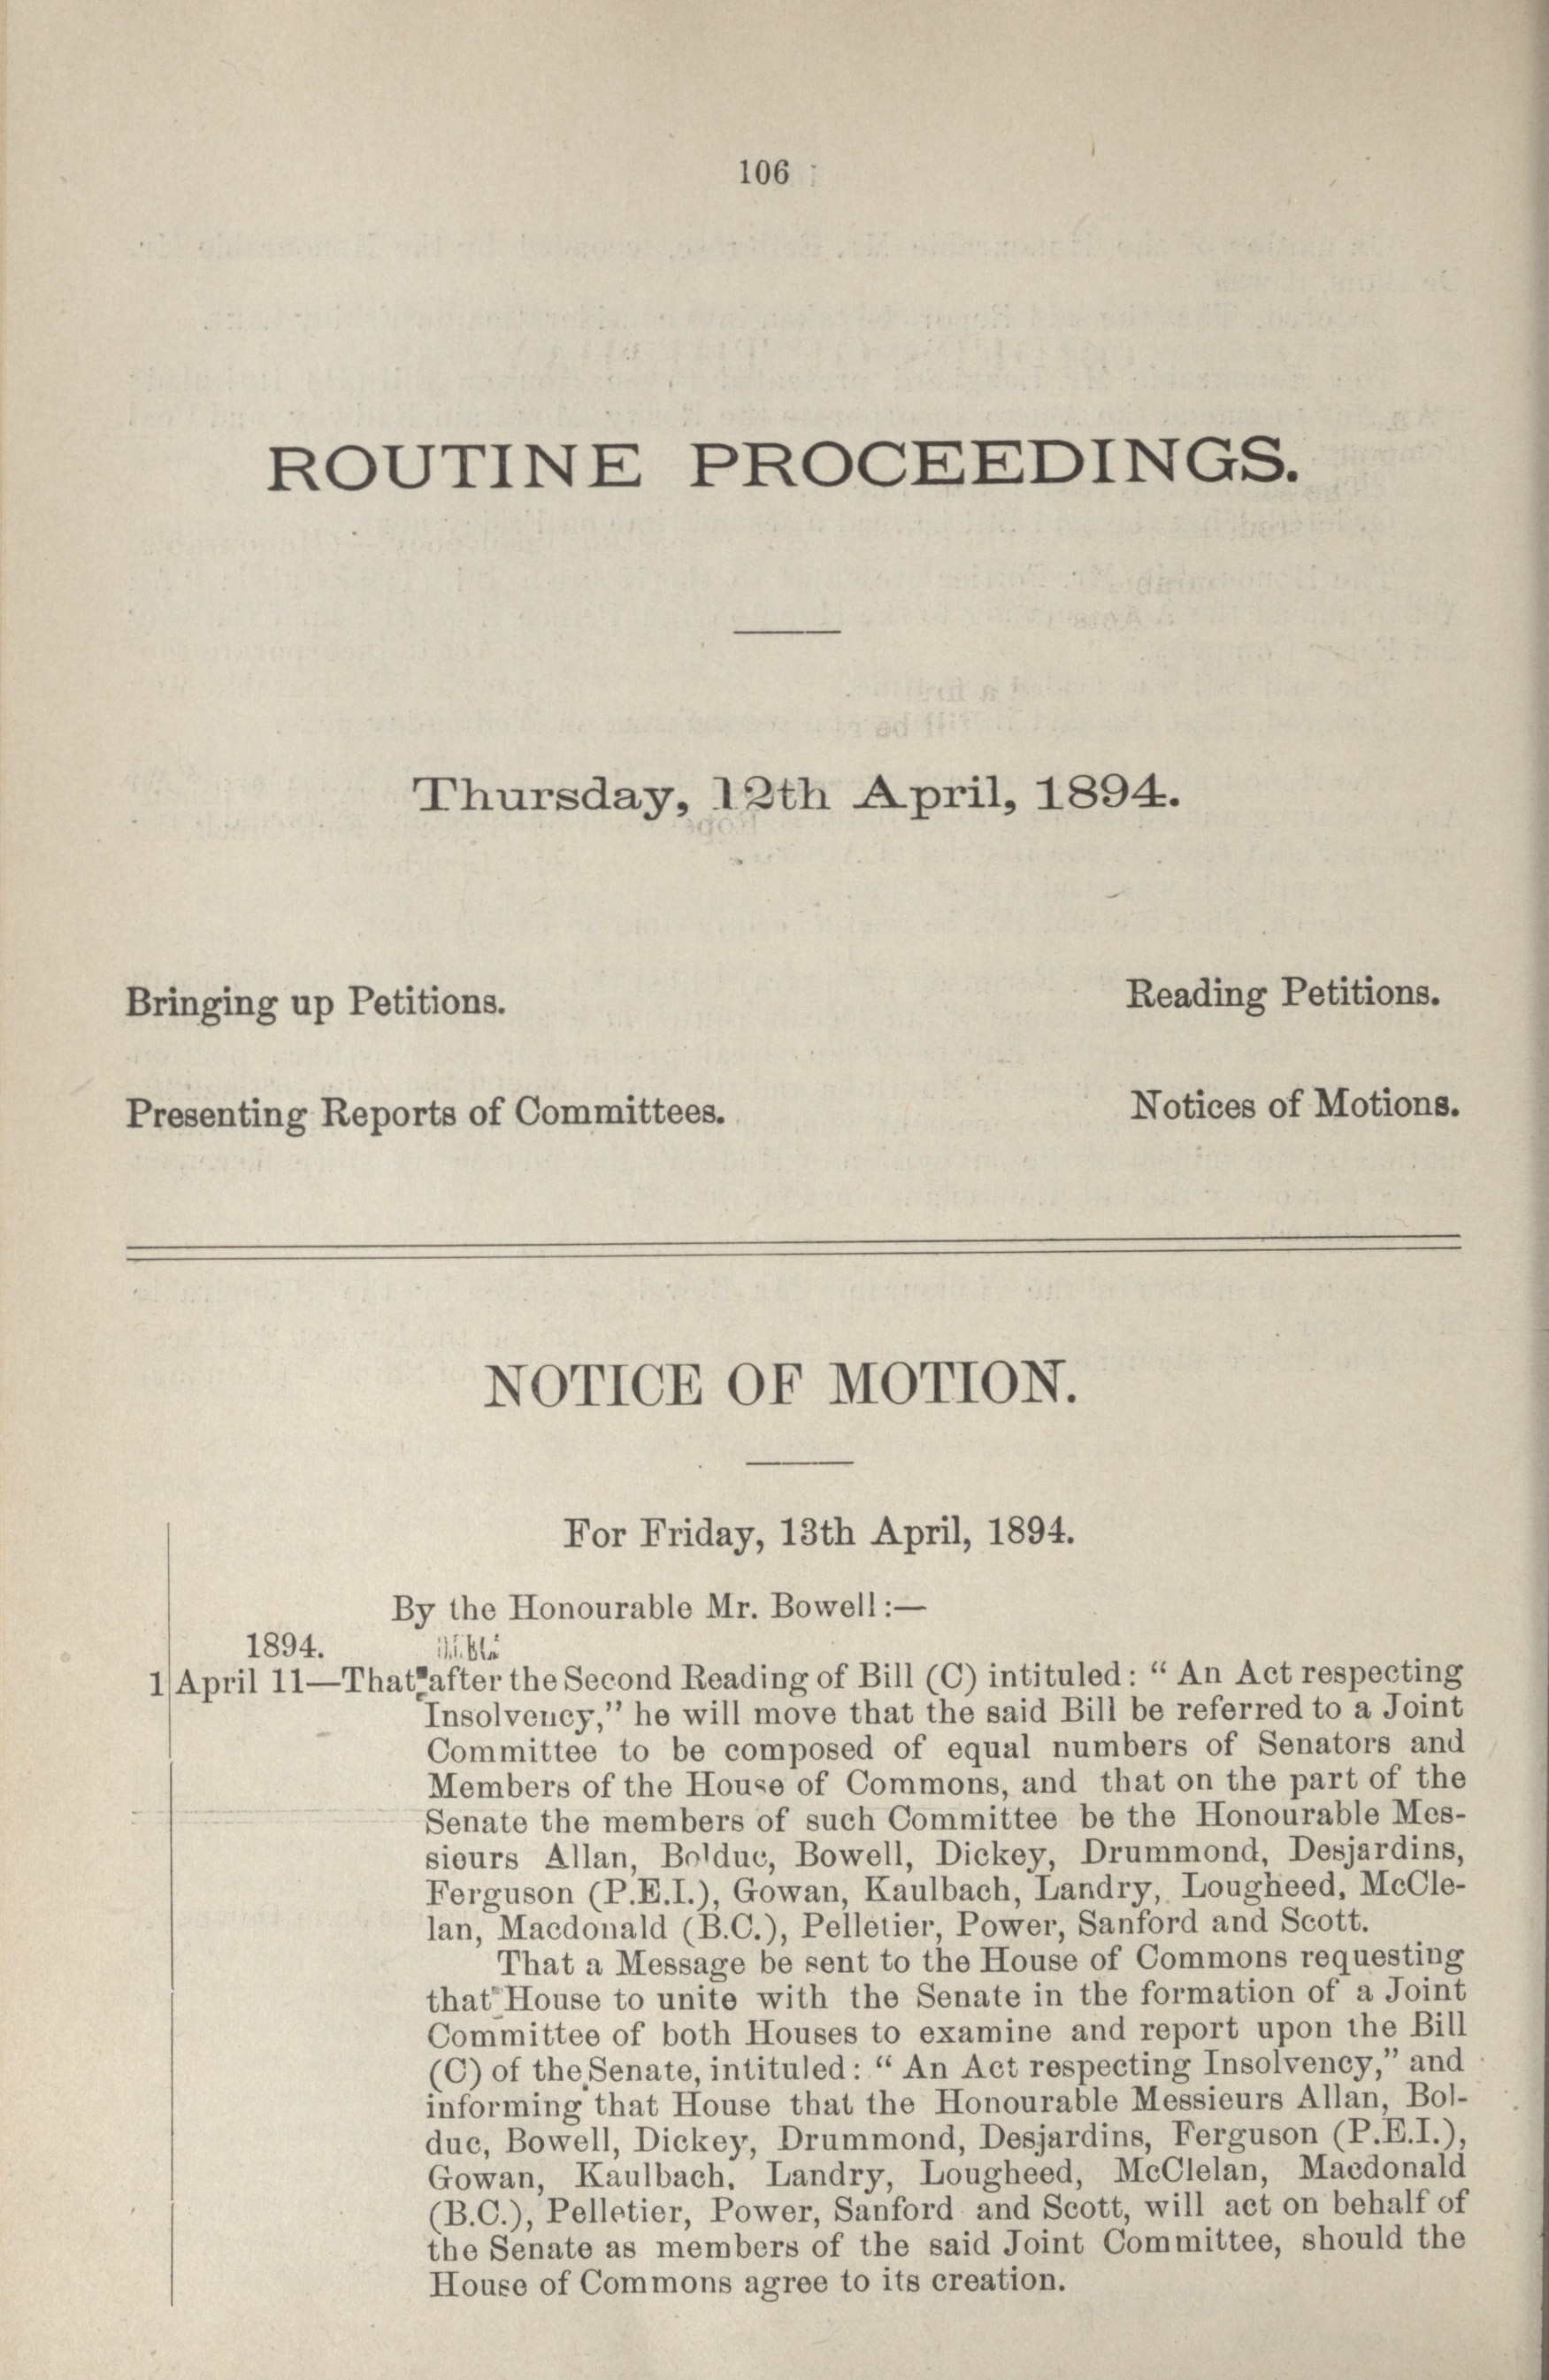 106
ROUTINE PROCEEDINGS.
Thursday, 12th April, 1894.
Bringing up Petitions.
Reading Petitions.
Presenting Reports of Committees.
Notices of Motions.
NOTICE OF MOTION.
For Friday, 13th April, 1894.
By the Honourable Mr. Bowell :—
1894.
1 April 11—That after the Second Reading of Bill (C) intituled : “ An Act respecting
Insolvency,” he will move that the said Bill be referred to a Joint
Committee to be composed of equal numbers of Senators and
Members of the House of Commons, and that on the part of the
Senate the members of such Committee be the Honourable Mes-
sieurs Allan, Bolduc, Bowell, Dickey, Drummond, Desjardins,
Ferguson (P.E.I.), Gowan, Kaulbach, Landry, Lougheed, McCle-
lan, Macdonald (B.C.), Pelletier, Power, Sanford and Scott.
That a Message be sent to the House of Commons requesting
that House to unite with the Senate in the formation of a Joint
Committee of both Houses to examine and report upon the Bill
(C) of the Senate, intituled : “ An Act respecting Insolvency,” and
informing that House that the Honourable Messieurs Allan, Bol-
duc, Bowell, Dickey, Drummond, Desjardins, Ferguson (P.E.I.),
Gowan, Kaulbach, Landry, Lougheed, McClelan, Macdonald
(B.C.), Pelletier, Power, Sanford and Scott, will act on behalf of
the Senate as members of the said Joint Committee, should the
House of Commons agree to its creation.